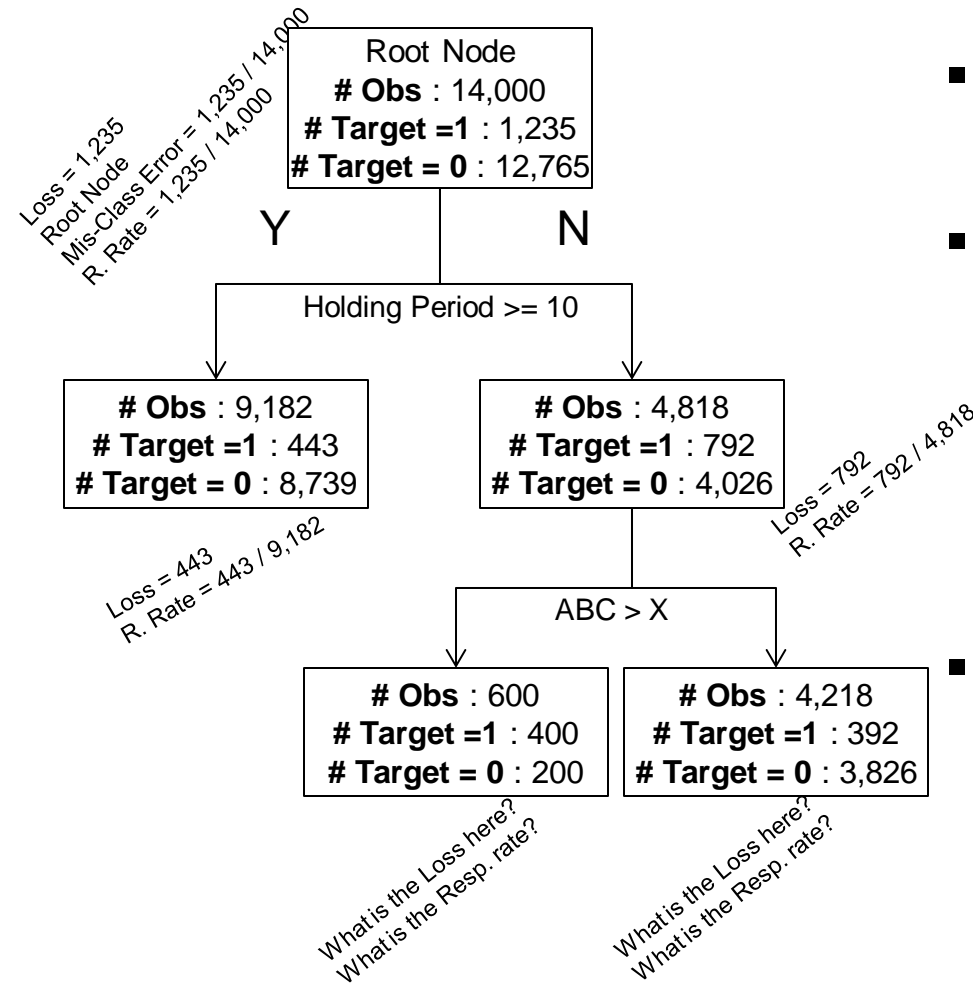 Root Node
# Obs : 14,000
# Target =1 : 1,235
# Target = 0 : 12,765
Loss = 1,235
Root Node
Mis-Class Error = 1,235 / 14,000
R. Rate = 1,235 / 14,000
Y
N
Holding Period >= 10
# Obs : 9,182
# Target =1 : 443
# Target = 0 : 8,739
Loss = 443
R. Rate = 443 / 9,182
# Obs : 4,818
# Target =1 : 792
# Target = 0 : 4,026
Loss = 792
R. Rate = 792 / 4,818
ABC > X
# Obs : 600
# Target =1 : 400
# Target = 0 : 200
What is the Loss here?
What is the Resp. rate?
# Obs : 4,218
# Target =1 : 392
# Target = 0 : 3,826
What is the Loss here?
What is the Resp. rate?